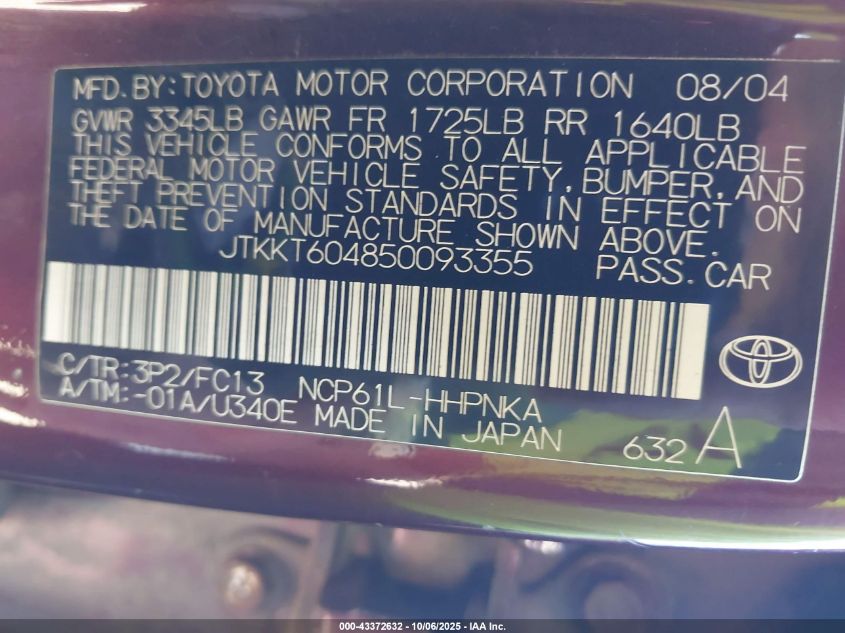 MFD.BY:TOYOTA MOTOR CORPORATION 08/04
GVWR 3345LB GAWR FR 1725LB RR 1640LB
THIS VEHICLE CONFORMS TO ALL APPLICABLE
FEDERAL MOTOR VEHICLE SAFETY,BUMPER,AND
THEFT PREVENTION STANDARDS IN EFFECT ON
THE DATE OF MANUFACTURE SHOWN ABOVE.
JTKKT604850093355 PASS.CAR
C/TR:3P2/FC13 NCP61L-HHPNKA
A/TM:-01A/U340E MADE IN JAPAN 632A
000-43372632 - 10/06/2025 - IAA Inc.